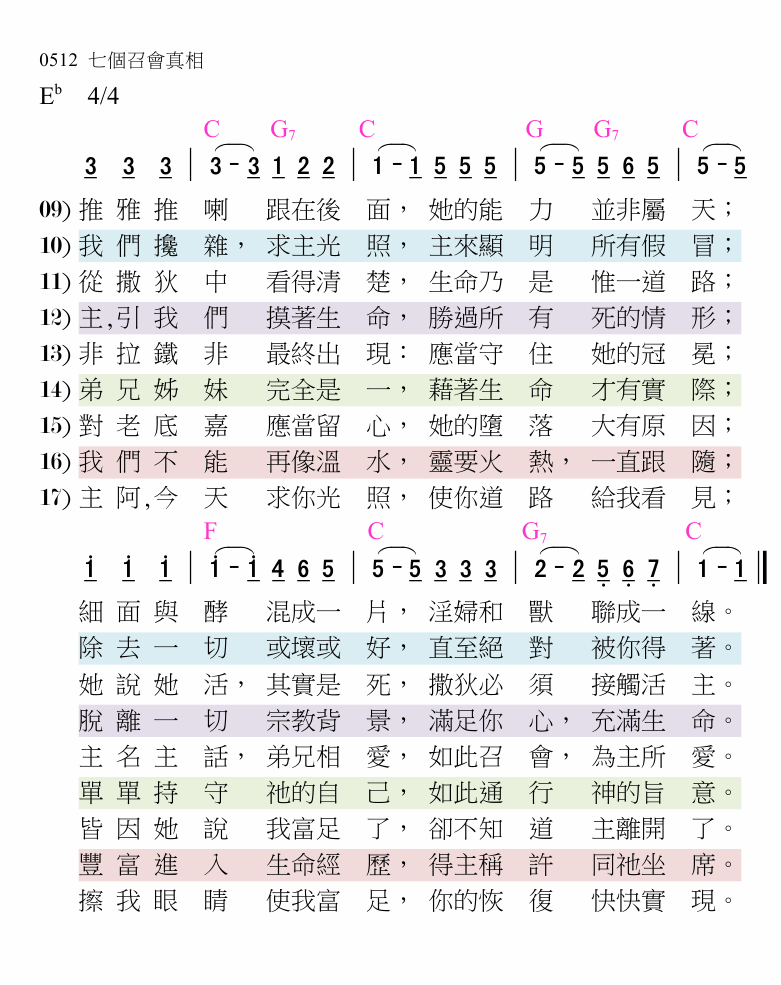 0512 七個召會真相
E♭ 4/4
C G7 C G G7 C
3 3 3 | 3 - 3 1 2 2 | 1 - 1 5 5 5 | 5 - 5 5 6 5 | 5 - 5
09) 推 雅 推 喇 跟在後 面， 她的能 力 並非屬 天；
10) 我 們 攙 雜， 求主光 照， 主來顯 明 所有假 冒；
11) 從 撒 狄 中 看得清 楚， 生命乃 是 惟一道 路；
12) 主,引 我 們 摸著生 命， 勝過所 有 死的情 形；
13) 非 拉 鐵 非 最終出 現： 應當守 住 她的冠 冕；
14) 弟 兄 姊 妹 完全是 一， 藉著生 命 才有實 際；
15) 對 老 底 嘉 應當留 心， 她的墮 落 大有原 因；
16) 我 們 不 能 再像溫 水， 靈要火 熱， 一直跟 隨；
17) 主 阿,今 天 求你光 照， 使你道 路 給我看 見；
F C G7 C
1̇ 1̇ 1̇ | 1̇ - 1̇ 4 6 5 | 5 - 5 3 3 3 | 2 - 2 5̣ 6̣ 7̣ | 1 - 1 ‖
細 面 與 酵 混成一 片， 淫婦和 獸 聯成一 線。
除 去 一 切 或壞或 好， 直至絕 對 被你得 著。
她 說 她 活， 其實是 死， 撒狄必 須 接觸活 主。
脫 離 一 切 宗教背 景， 滿足你 心， 充滿生 命。
主 名 主 話， 弟兄相 愛， 如此召 會， 為主所 愛。
單 單 持 守 祂的自 己， 如此通 行 神的旨 意。
皆 因 她 說 我富足 了， 卻不知 道 主離開 了。
豐 富 進 入 生命經 歷， 得主稱 許 同祂坐 席。
擦 我 眼 睛 使我富 足， 你的恢 復 快快實 現。